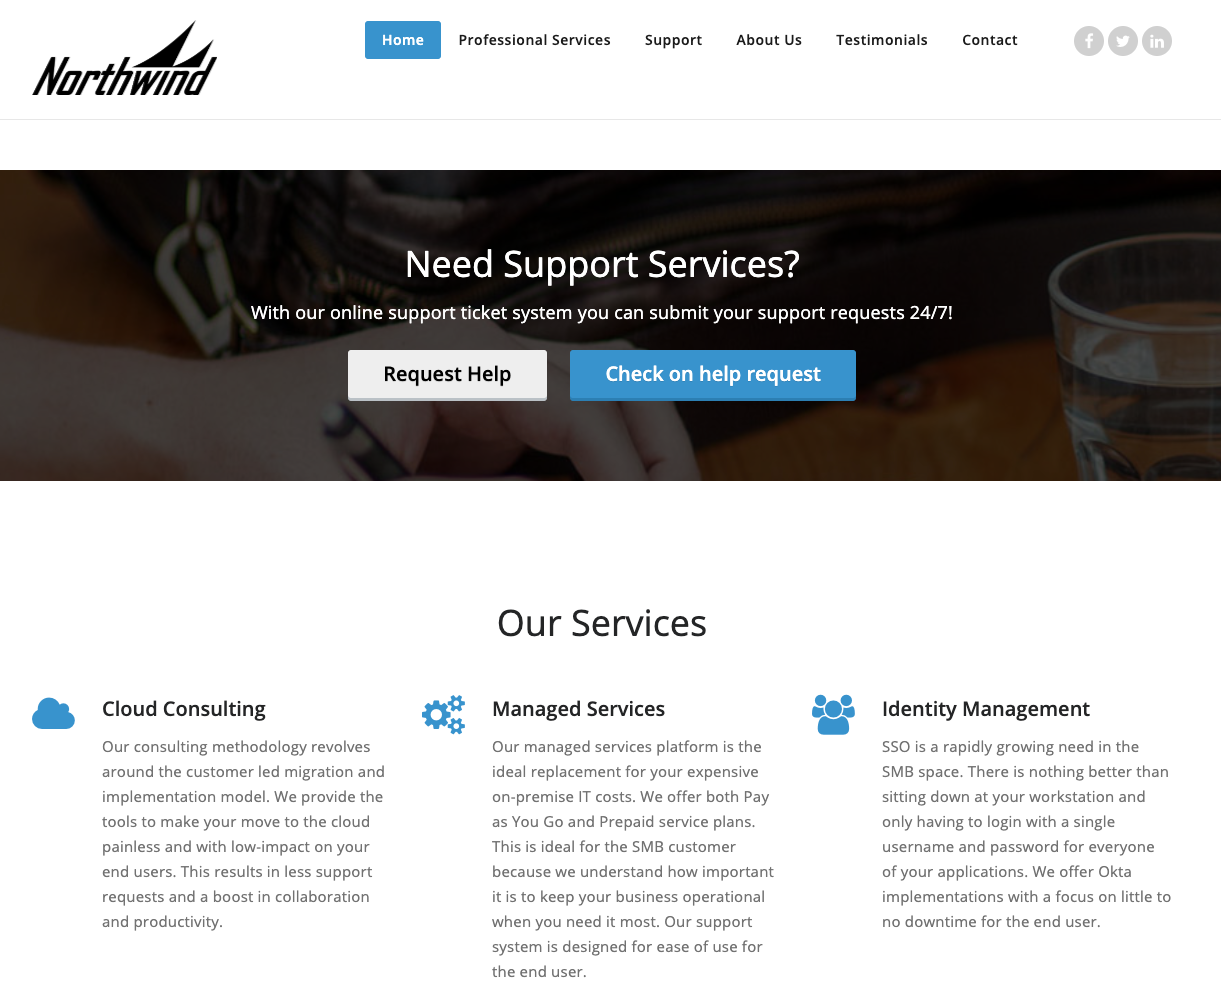 Northwind
Home Professional Services Support About Us Testimonials Contact
Need Support Services?
With our online support ticket system you can submit your support requests 24/7!
Request Help Check on help request
Our Services
Cloud Consulting
Our consulting methodology revolves
around the customer led migration and
implementation model. We provide the
tools to make your move to the cloud
painless and with low-impact on your
end users. This results in less support
requests and a boost in collaboration
and productivity.
Managed Services
Our managed services platform is the
ideal replacement for your expensive
on-premise IT costs. We offer both Pay
as You Go and Prepaid service plans.
This is ideal for the SMB customer
because we understand how important
it is to keep your business operational
when you need it most. Our support
system is designed for ease of use for
the end user.
Identity Management
SSO is a rapidly growing need in the
SMB space. There is nothing better than
sitting down at your workstation and
only having to login with a single
username and password for everyone
of your applications. We offer Okta
implementations with a focus on little to
no downtime for the end user.